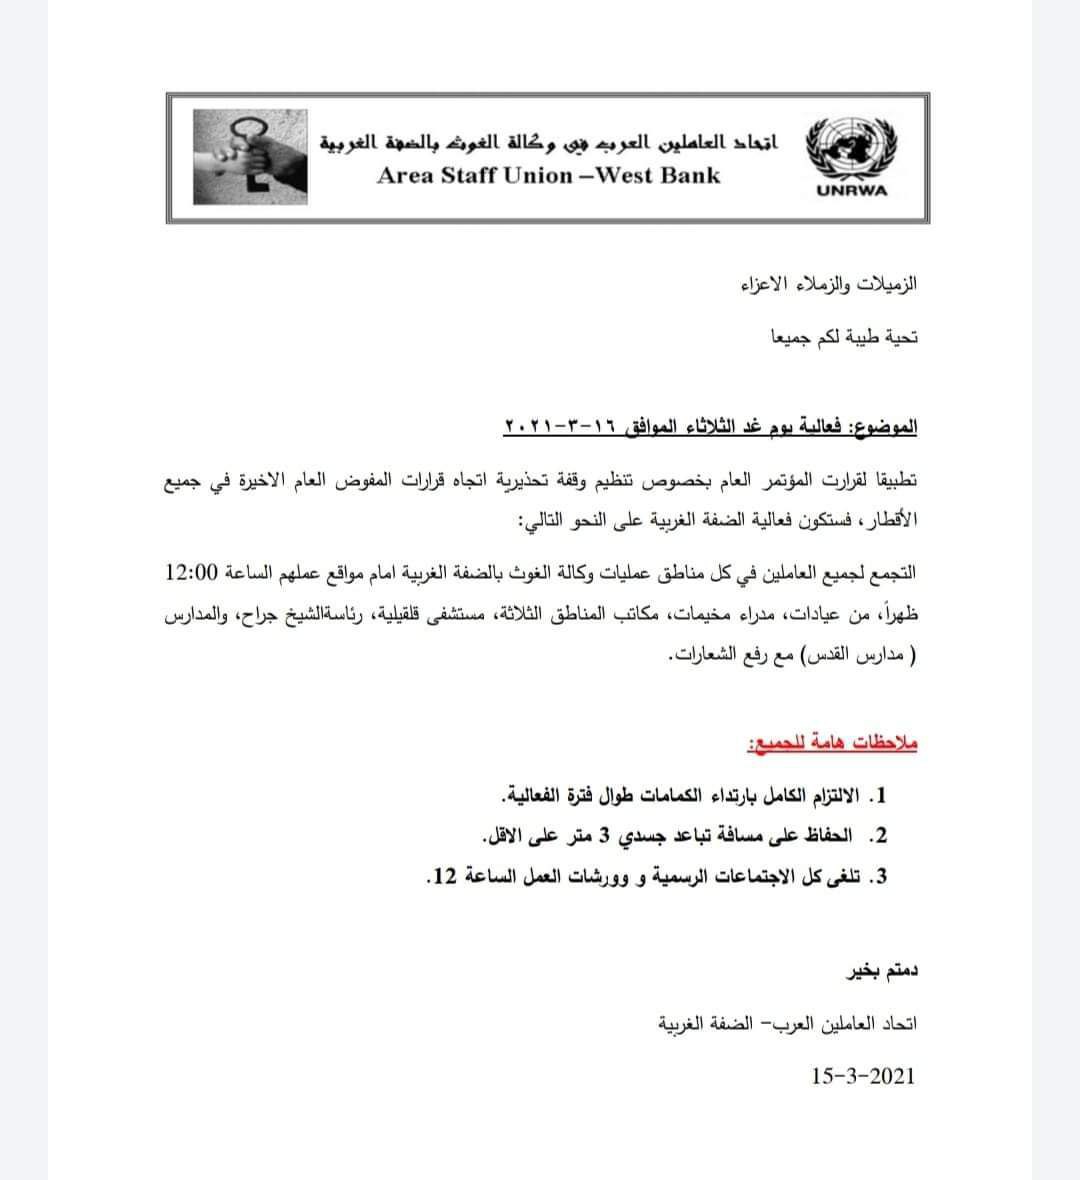 اتحاد العاملين العرب في وكالة الغوث بالضفة الغربية
Area Staff Union –West Bank
UNRWA
الزميلات والزملاء الاعزاء
تحية طيبة لكم جميعا
الموضوع: فعالية يوم غد الثلاثاء الموافق ١٦-٣-٢٠٢١
تطبيقا لقرارت المؤتمر العام بخصوص تنظيم وقفة تحذيرية اتجاه قرارات المفوض العام الاخيرة في جميع
الأقطار، فستكون فعالية الضفة الغربية على النحو التالي:
التجمع لجميع العاملين في كل مناطق عمليات وكالة الغوث بالضفة الغربية امام مواقع عملهم الساعة 12:00
ظهراً، من عيادات، مدراء مخيمات، مكاتب المناطق الثلاثة، مستشفى قلقيلية، رئاسةالشيخ جراح، والمدارس
( مدارس القدس) مع رفع الشعارات.
ملاحظات هامة للجميع:
1. الالتزام الكامل بارتداء الكمامات طوال فترة الفعالية.
2. الحفاظ على مسافة تباعد جسدي 3 متر على الاقل.
3. تلغى كل الاجتماعات الرسمية و وورشات العمل الساعة 12.
دمتم بخير
اتحاد العاملين العرب– الضفة الغربية
15-3-2021